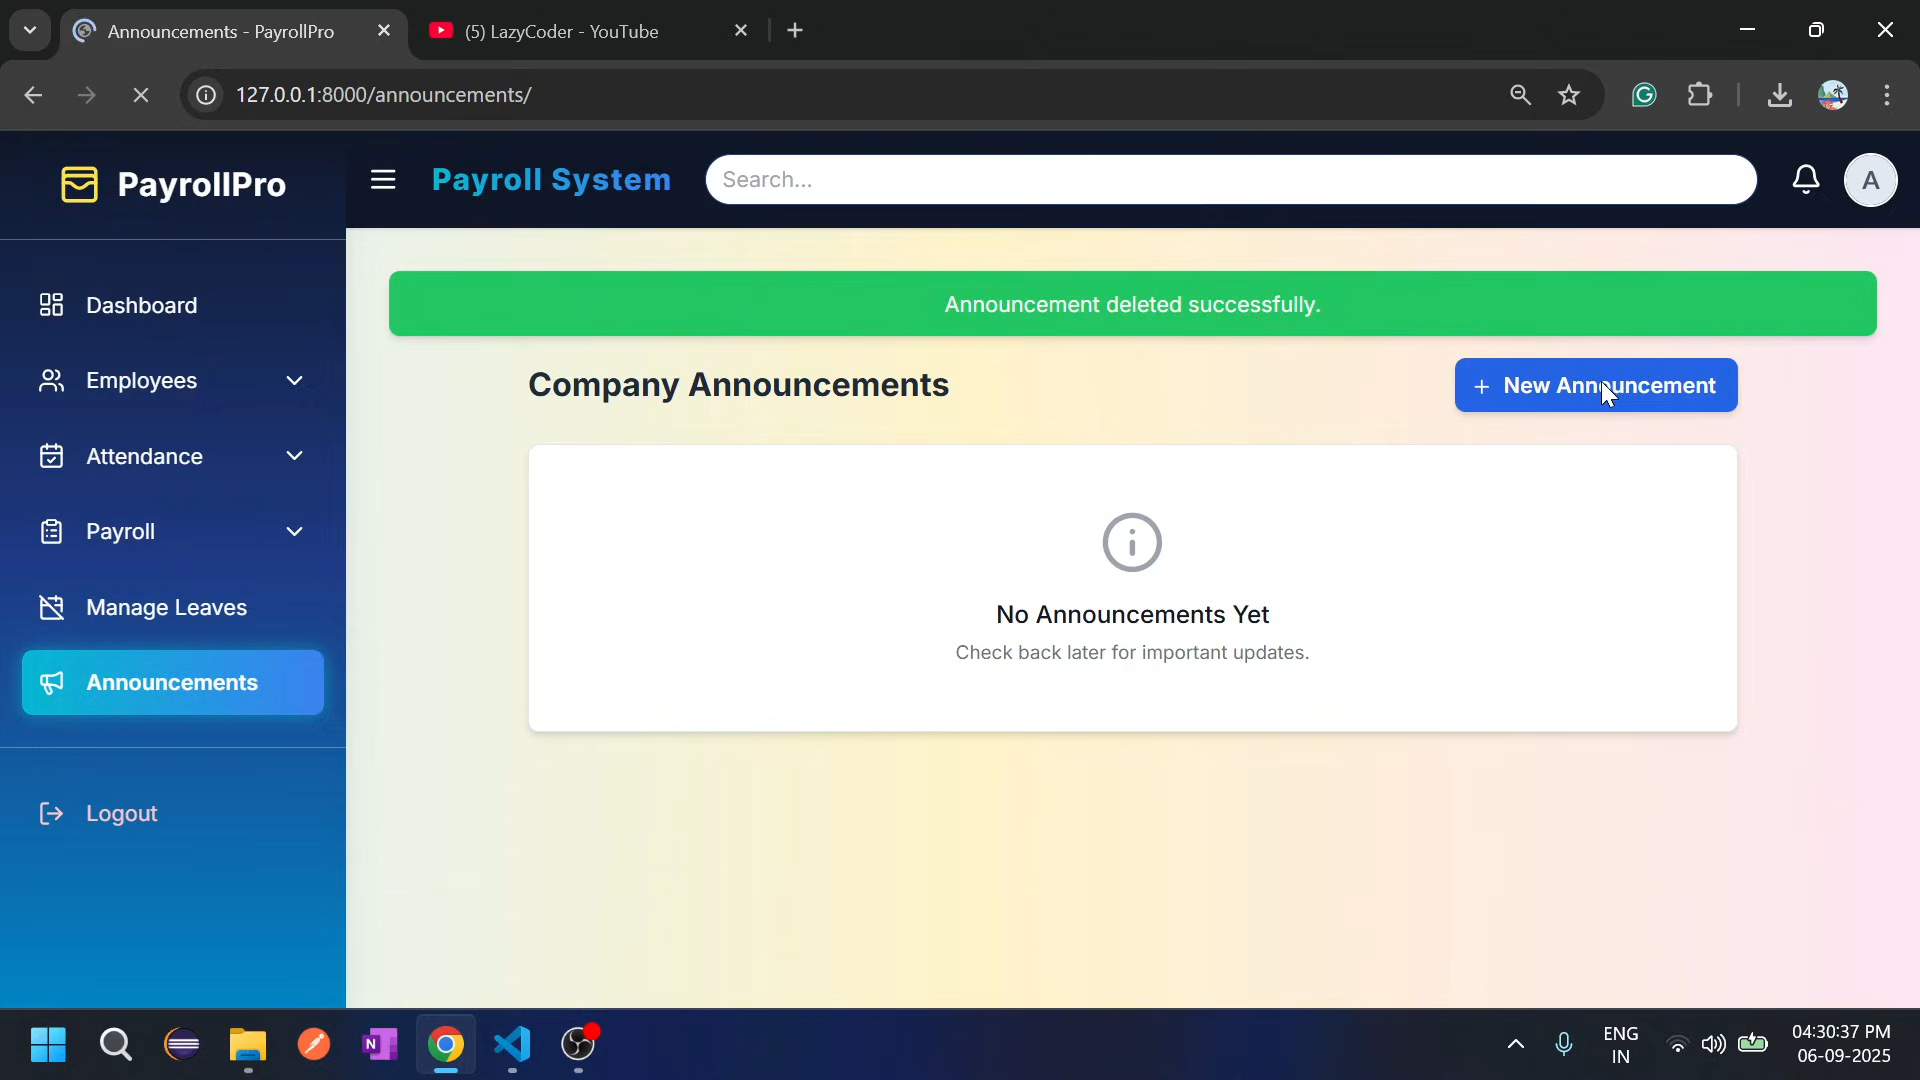 Announcements - PayrollPro
(5) LazyCoder - YouTube
127.0.0.1:8000/announcements/
PayrollPro
Payroll System
Search...
A
Dashboard
Employees
Attendance
Payroll
Manage Leaves
Announcements
Logout
Announcement deleted successfully.
Company Announcements
+ New Announcement
No Announcements Yet
Check back later for important updates.
ENG
IN
04:30:37 PM
06-09-2025